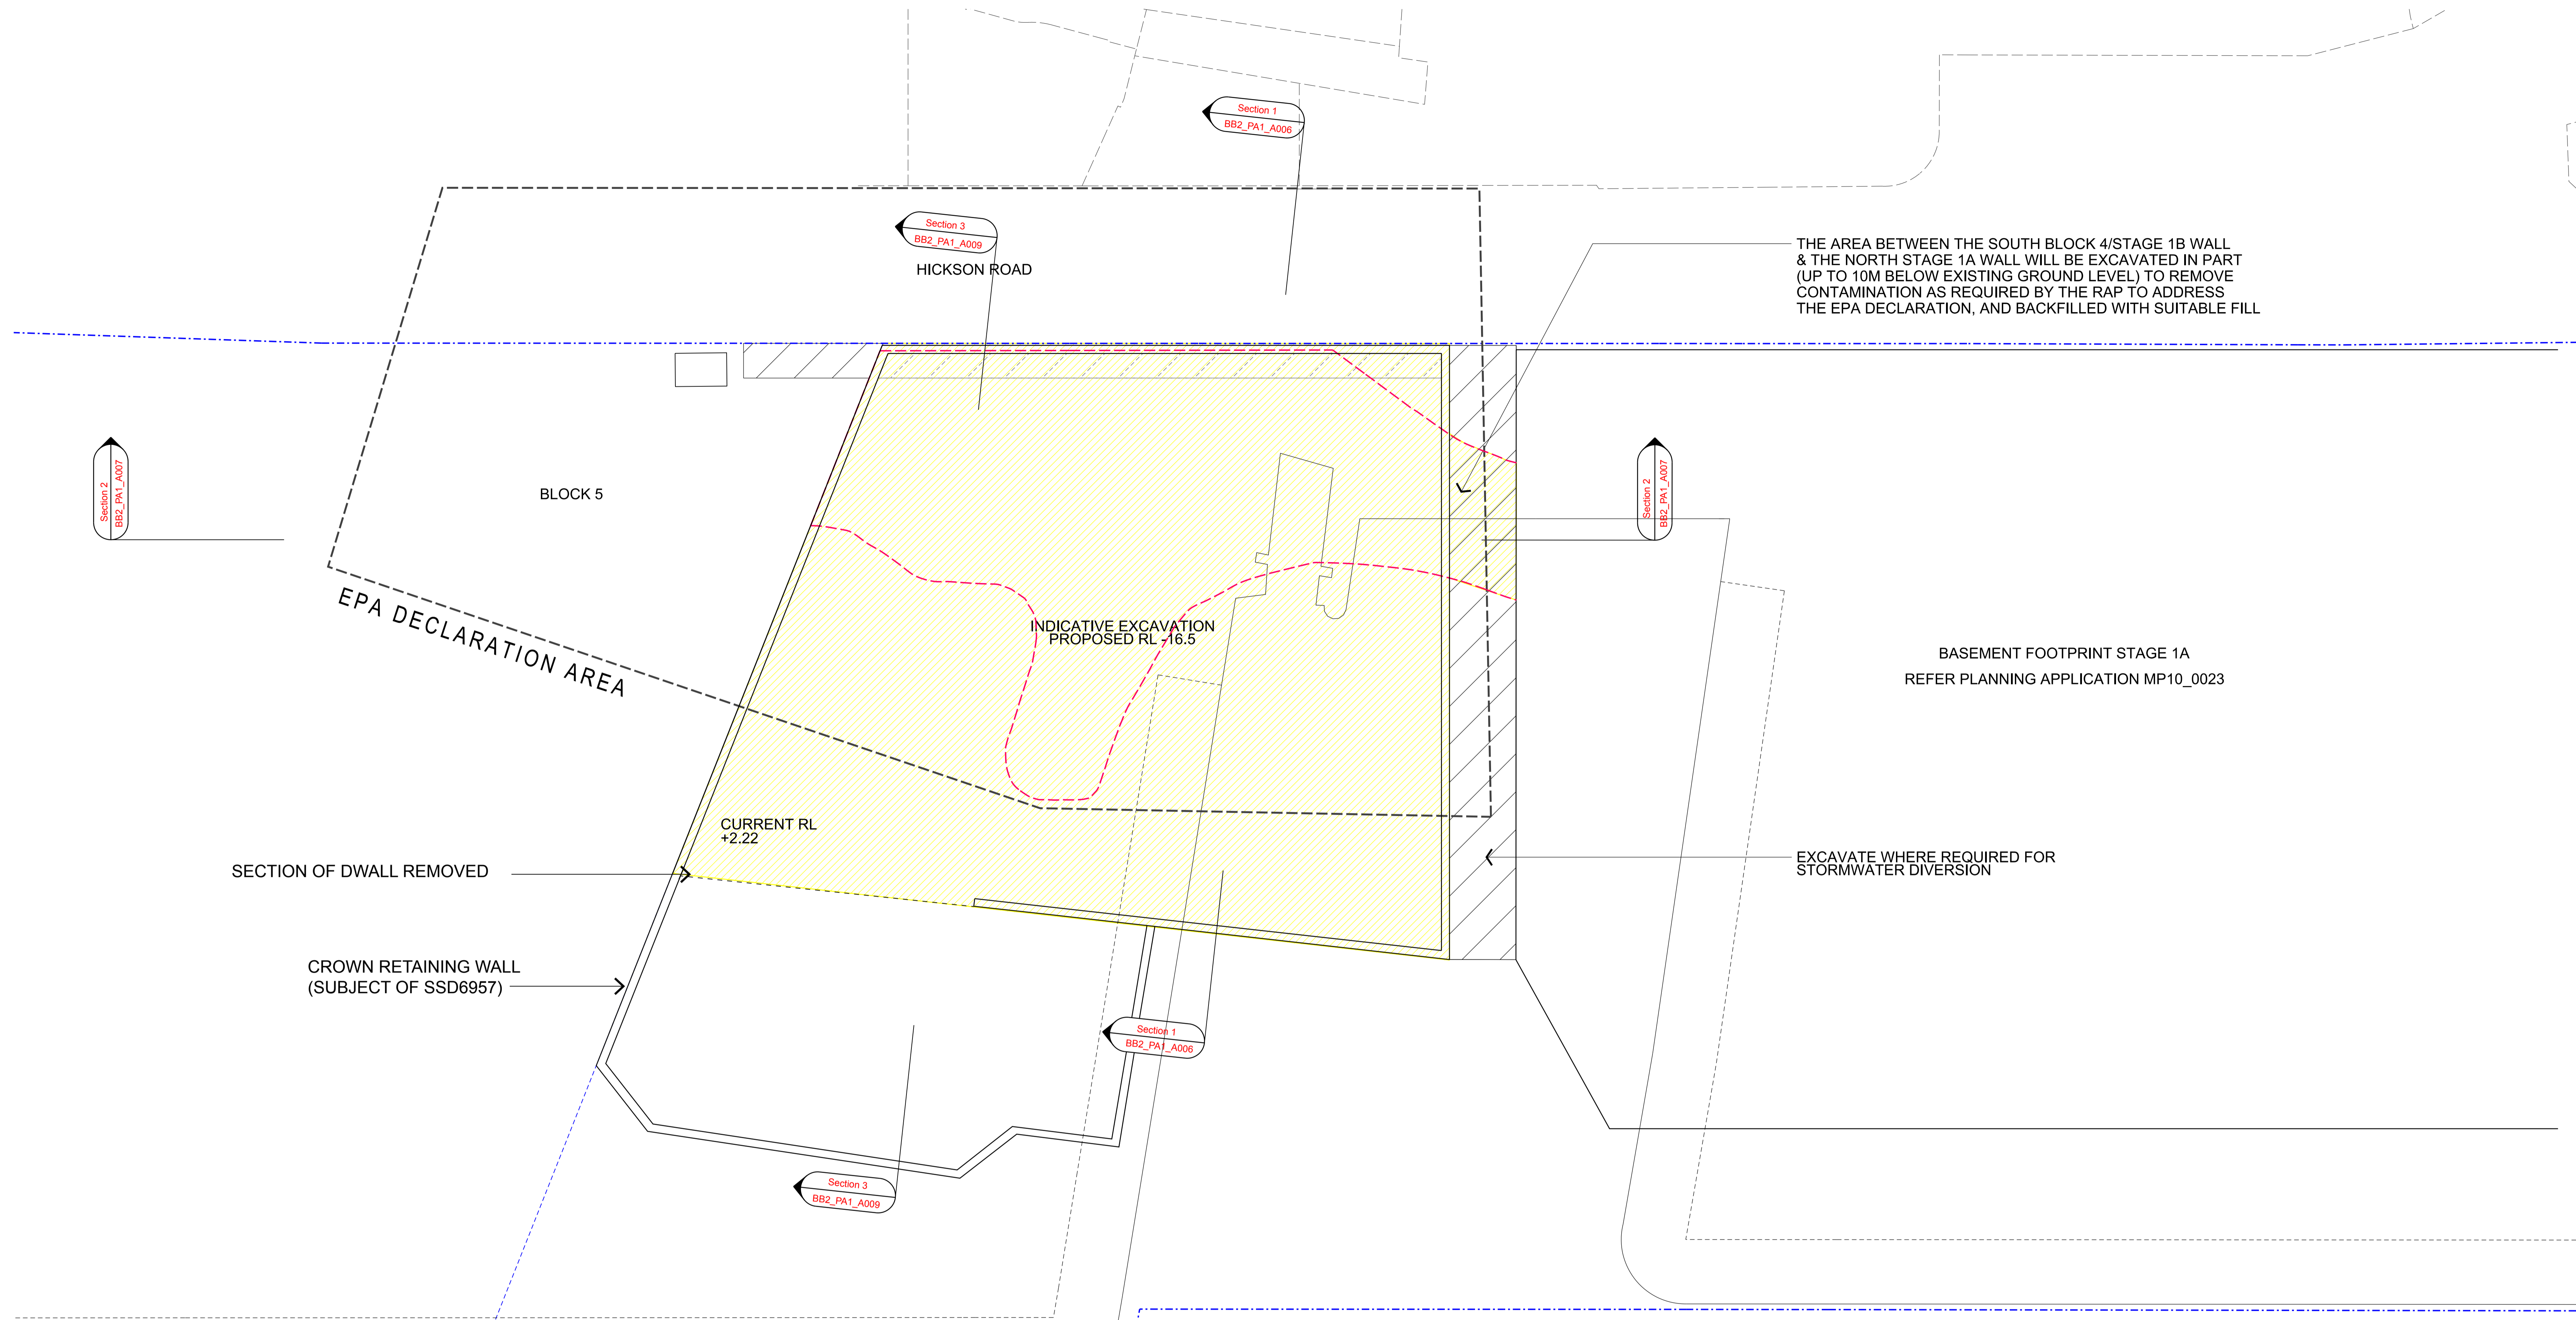 Section 1
BB2_PA1_A006
Section 3
BB2_PA1_A009
HICKSON ROAD
THE AREA BETWEEN THE SOUTH BLOCK 4/STAGE 1B WALL
& THE NORTH STAGE 1A WALL WILL BE EXCAVATED IN PART
(UP TO 10M BELOW EXISTING GROUND LEVEL) TO REMOVE
CONTAMINATION AS REQUIRED BY THE RAP TO ADDRESS
THE EPA DECLARATION, AND BACKFILLED WITH SUITABLE FILL
Section 2
BB2_PA1_A007
BLOCK 5
Section 2
BB2_PA1_A007
EPA DECLARATION AREA
INDICATIVE EXCAVATION
PROPOSED RL -16.5
BASEMENT FOOTPRINT STAGE 1A
REFER PLANNING APPLICATION MP10_0023
CURRENT RL
+2.22
SECTION OF DWALL REMOVED
EXCAVATE WHERE REQUIRED FOR
STORMWATER DIVERSION
CROWN RETAINING WALL
(SUBJECT OF SSD6957)
Section 1
BB2_PA1_A006
Section 3
BB2_PA1_A009